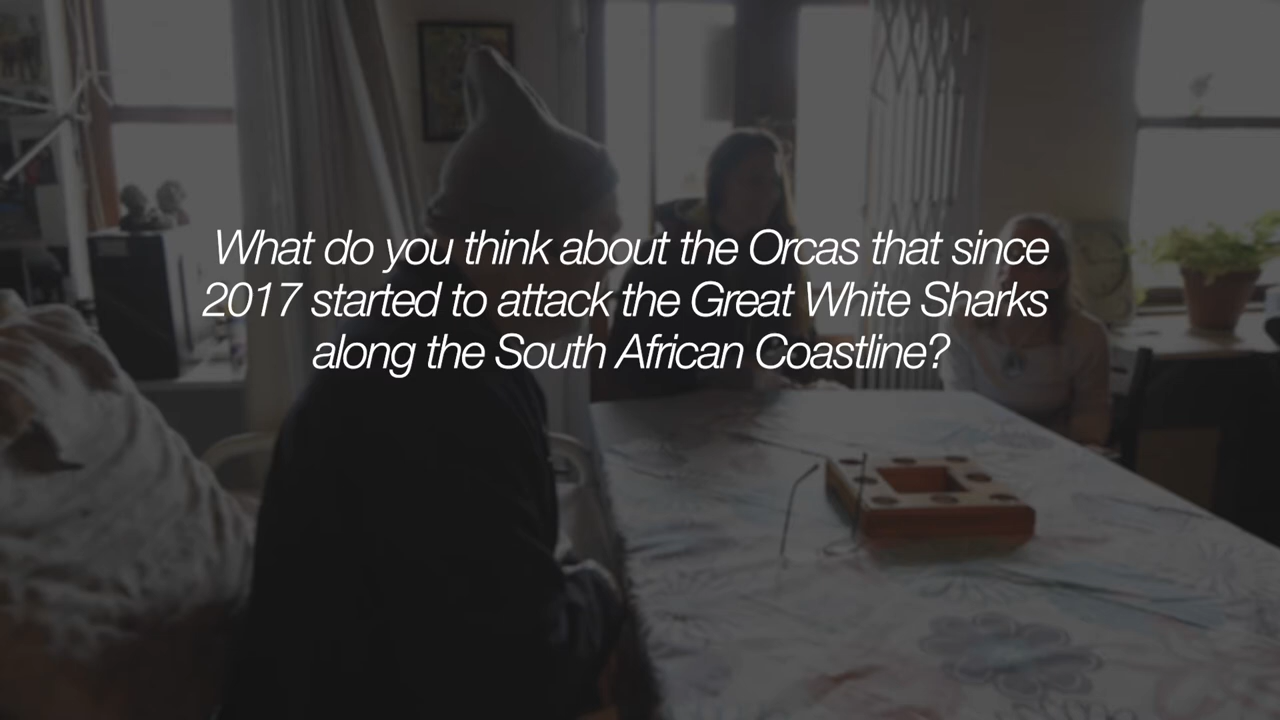 What do you think about the Orcas that since
2017 started to attack the Great White Sharks
along the South African Coastline?